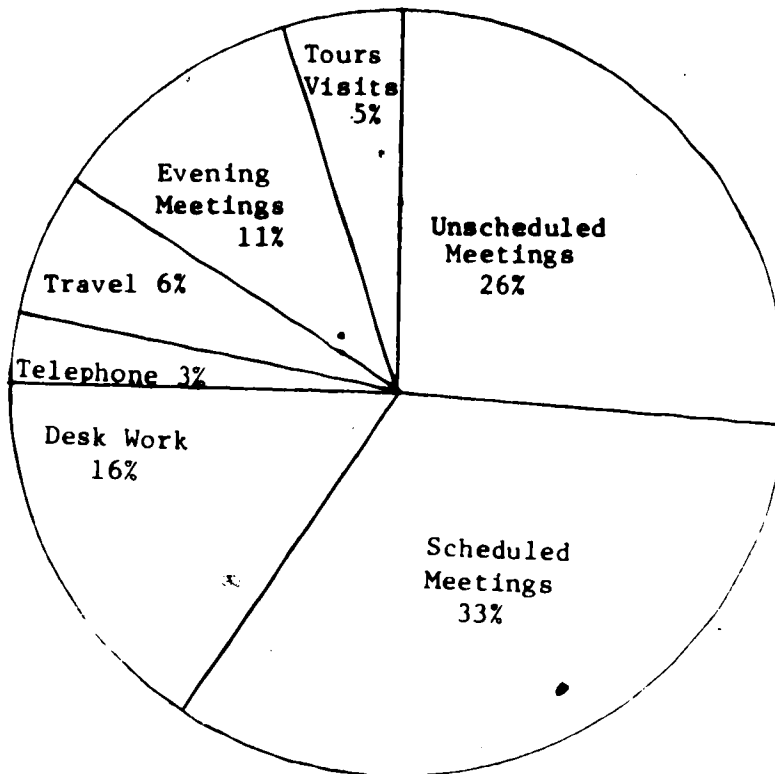 Tours
Visits
5%
Unscheduled
Meetings
26%
Evening
Meetings
11%
Travel 6%
Telephone 3%
Desk Work
16%
Scheduled
Meetings
33%